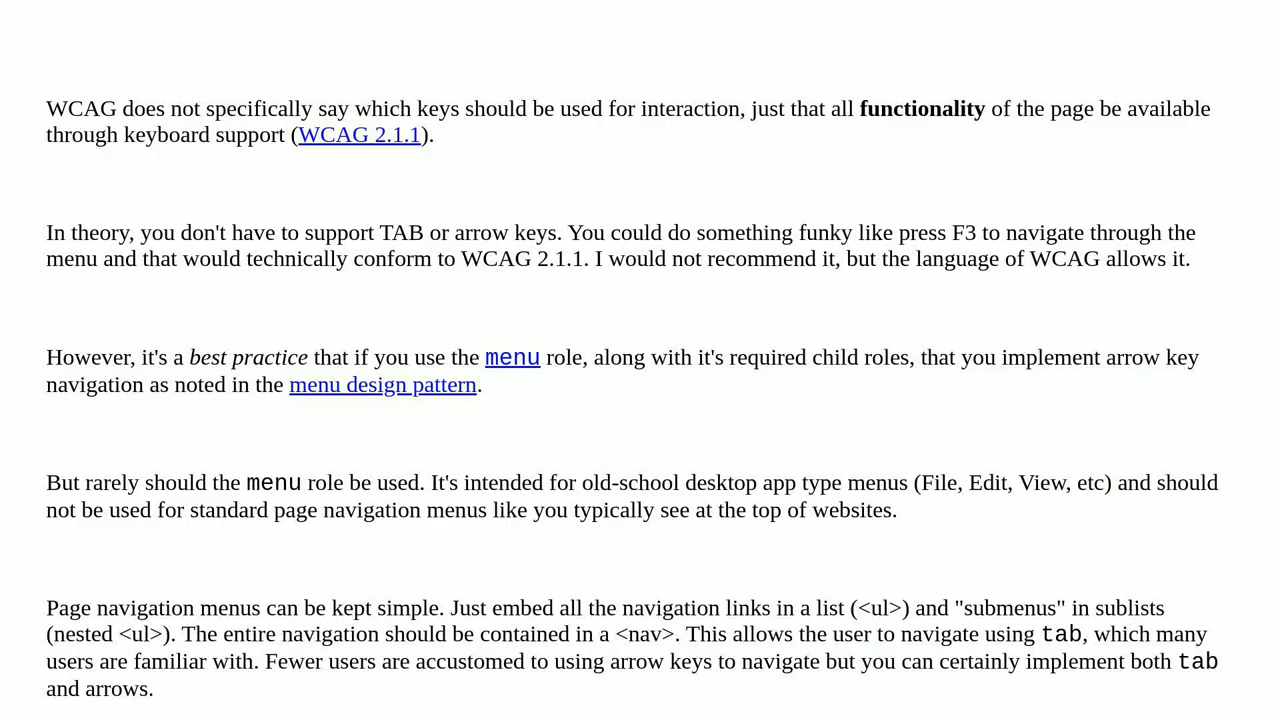 WCAG does not specifically say which keys should be used for interaction, just that all functionality of the page be available
through keyboard support (WCAG 2.1.1).
In theory, you don't have to support TAB or arrow keys. You could do something funky like press F3 to navigate through the
menu and that would technically conform to WCAG 2.1.1. I would not recommend it, but the language of WCAG allows it.
However, it's a best practice that if you use the menu role, along with it's required child roles, that you implement arrow key
navigation as noted in the menu design pattern.
But rarely should the menu role be used. It's intended for old-school desktop app type menus (File, Edit, View, etc) and should
not be used for standard page navigation menus like you typically see at the top of websites.
Page navigation menus can be kept simple. Just embed all the navigation links in a list (<ul>) and "submenus" in sublists
(nested <ul>). The entire navigation should be contained in a <nav>. This allows the user to navigate using tab, which many
users are familiar with. Fewer users are accustomed to using arrow keys to navigate but you can certainly implement both tab
and arrows.